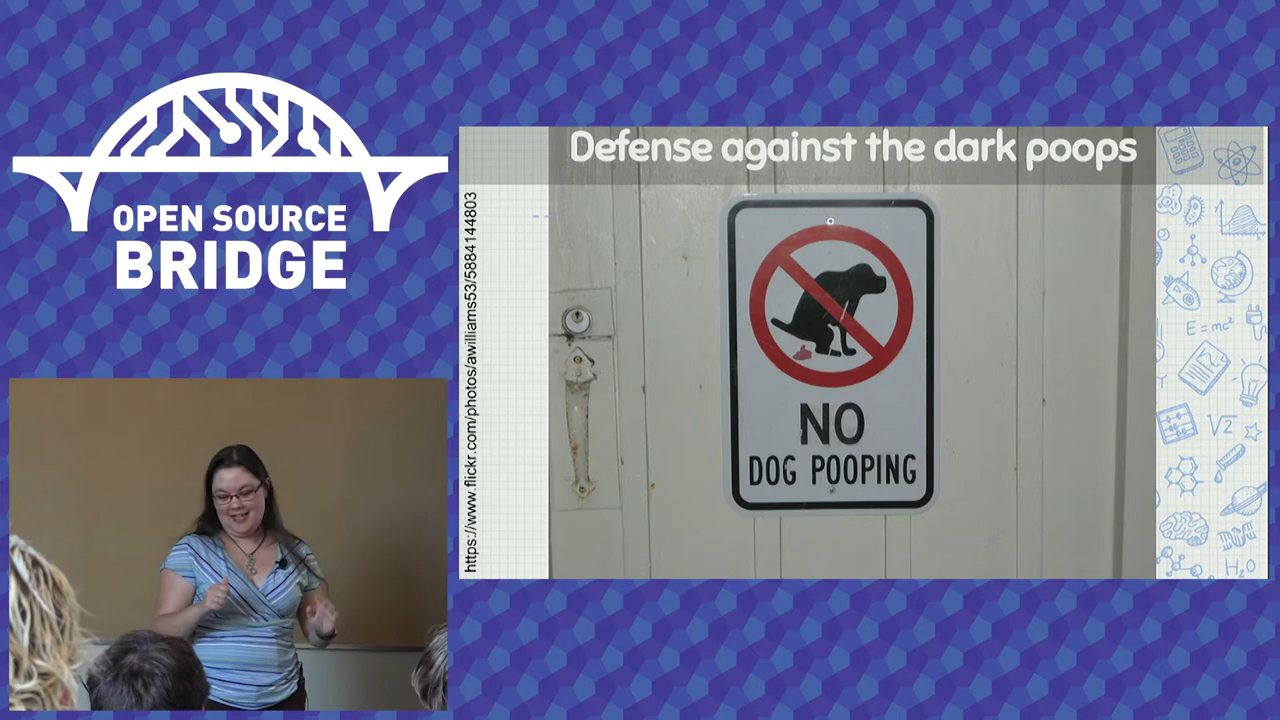 OPEN SOURCE
BRIDGE
Defense against the dark poops
https://www.flickr.com/photos/awilliams53/5884144803
NO
DOG POOPING
E=mc²
√2
H₂O